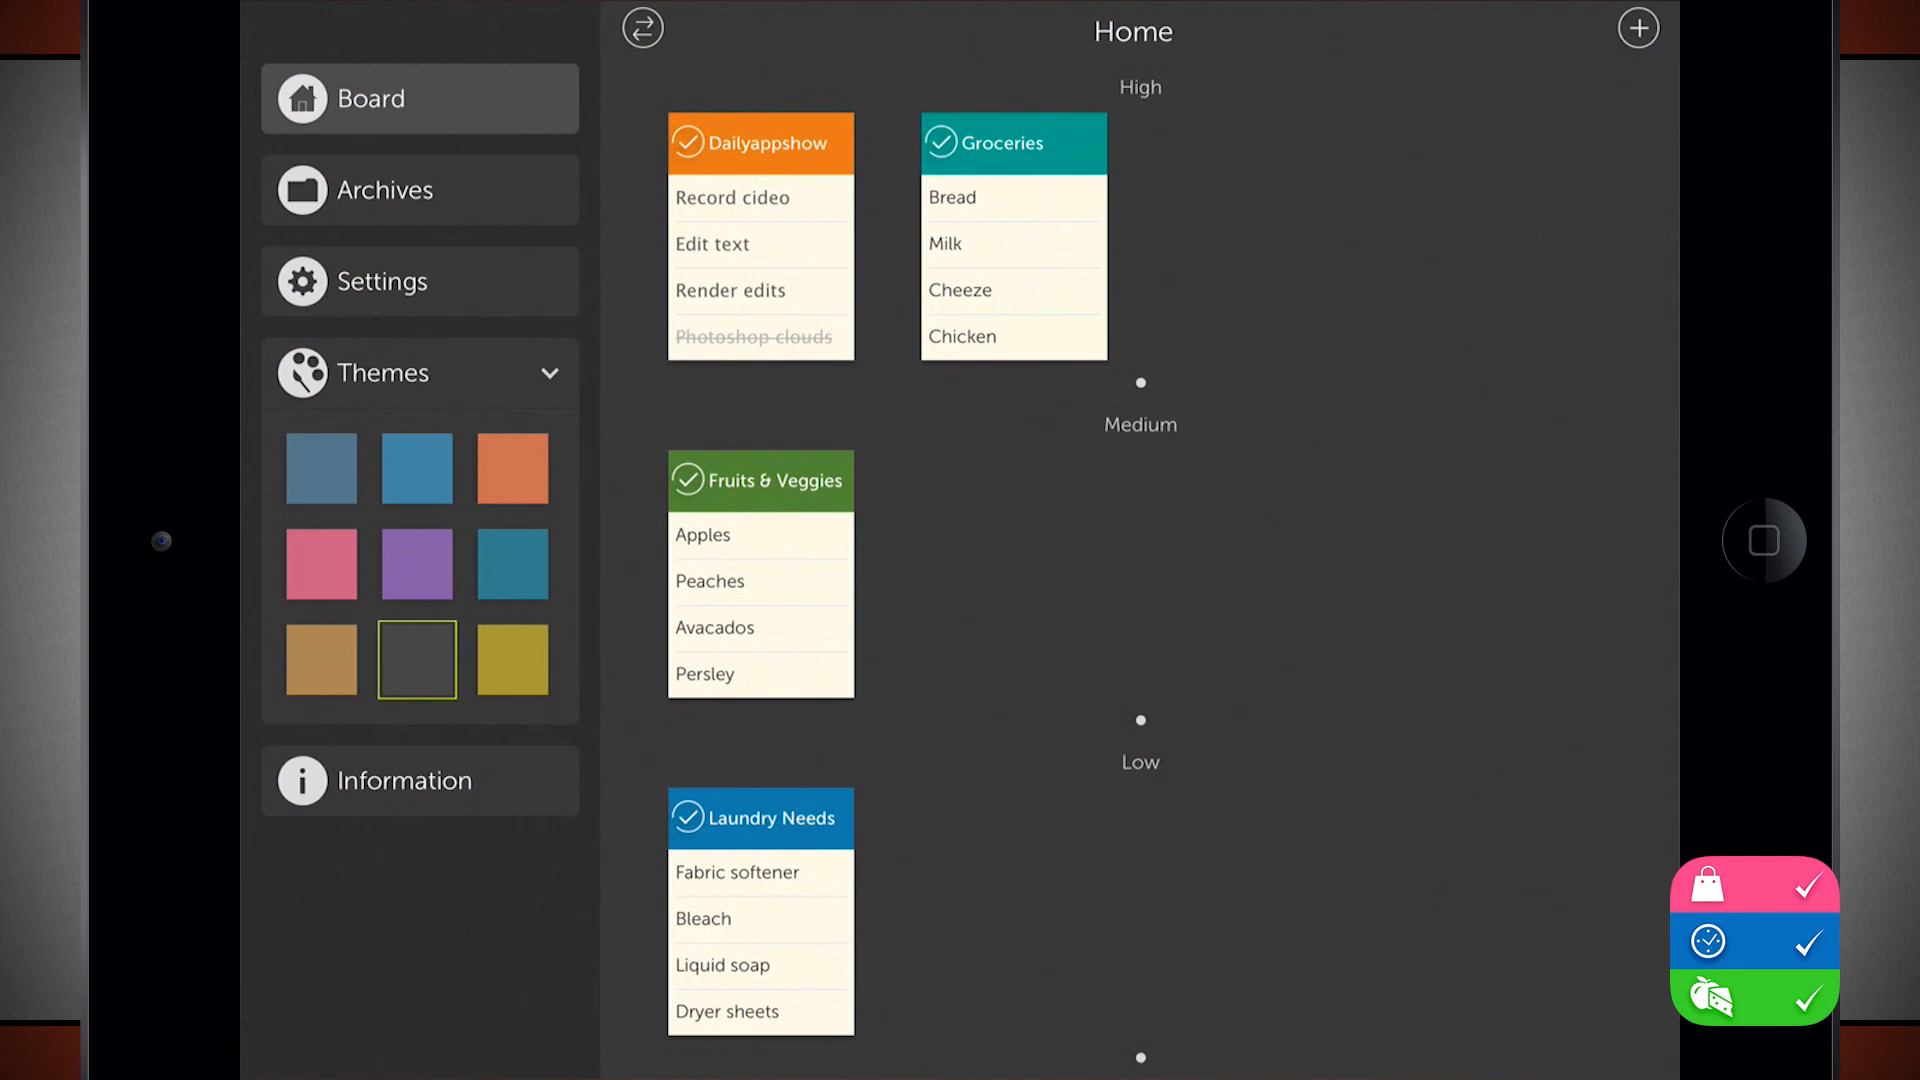 Board
Archives
Settings
Themes
Information
Home
High
Dailyappshow
Record cideo
Edit text
Render edits
Photoshop clouds
Groceries
Bread
Milk
Cheeze
Chicken
Medium
Fruits & Veggies
Apples
Peaches
Avacados
Persley
Low
Laundry Needs
Fabric softener
Bleach
Liquid soap
Dryer sheets